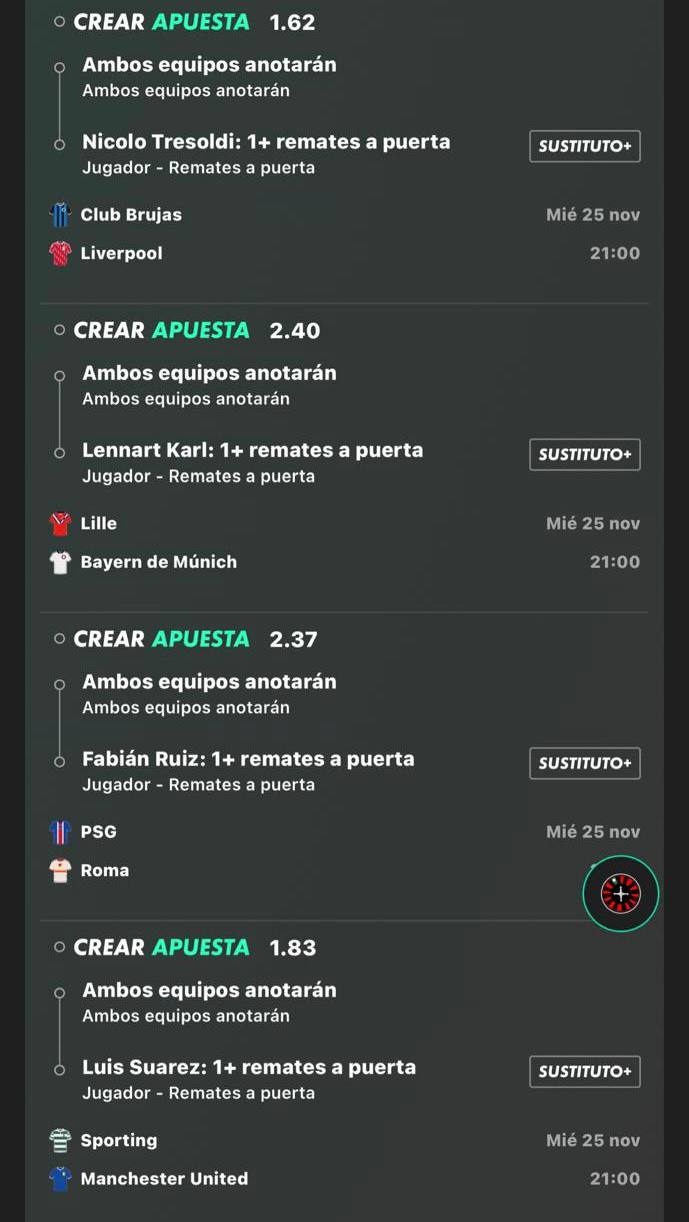 CREAR APUESTA 1.62
Ambos equipos anotarán
Ambos equipos anotarán
Nicolo Tresoldi: 1+ remates a puerta
SUSTITUTO+
Jugador - Remates a puerta
Club Brujas
Mié 25 nov
Liverpool
21:00
CREAR APUESTA 2.40
Ambos equipos anotarán
Ambos equipos anotarán
Lennart Karl: 1+ remates a puerta
SUSTITUTO+
Jugador - Remates a puerta
Lille
Mié 25 nov
Bayern de Múnich
21:00
CREAR APUESTA 2.37
Ambos equipos anotarán
Ambos equipos anotarán
Fabián Ruiz: 1+ remates a puerta
SUSTITUTO+
Jugador - Remates a puerta
PSG
Mié 25 nov
Roma
CREAR APUESTA 1.83
Ambos equipos anotarán
Ambos equipos anotarán
Luis Suarez: 1+ remates a puerta
SUSTITUTO+
Jugador - Remates a puerta
Sporting
Mié 25 nov
Manchester United
21:00